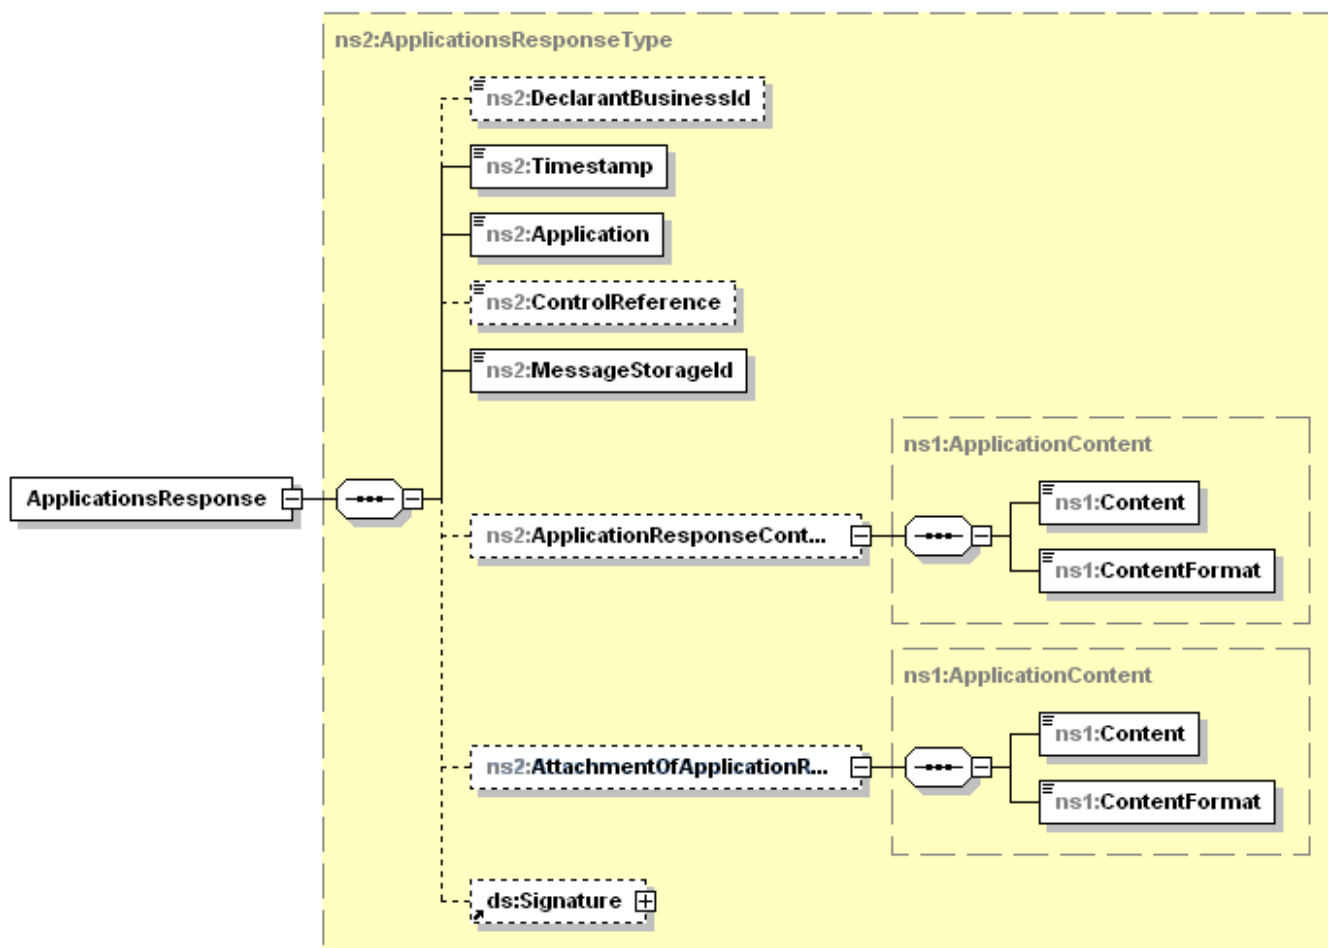 ns2:ApplicationsResponseType
ns2:DeclarantBusinessId
ns2:Timestamp
ns2:Application
ns2:ControlReference
ns2:MessageStorageId
ns1:ApplicationContent
ApplicationsResponse
ns1:Content
ns2:ApplicationResponseCont...
ns1:ContentFormat
ns1:ApplicationContent
ns1:Content
ns2:AttachmentOfApplicationR...
ns1:ContentFormat
ds:Signature